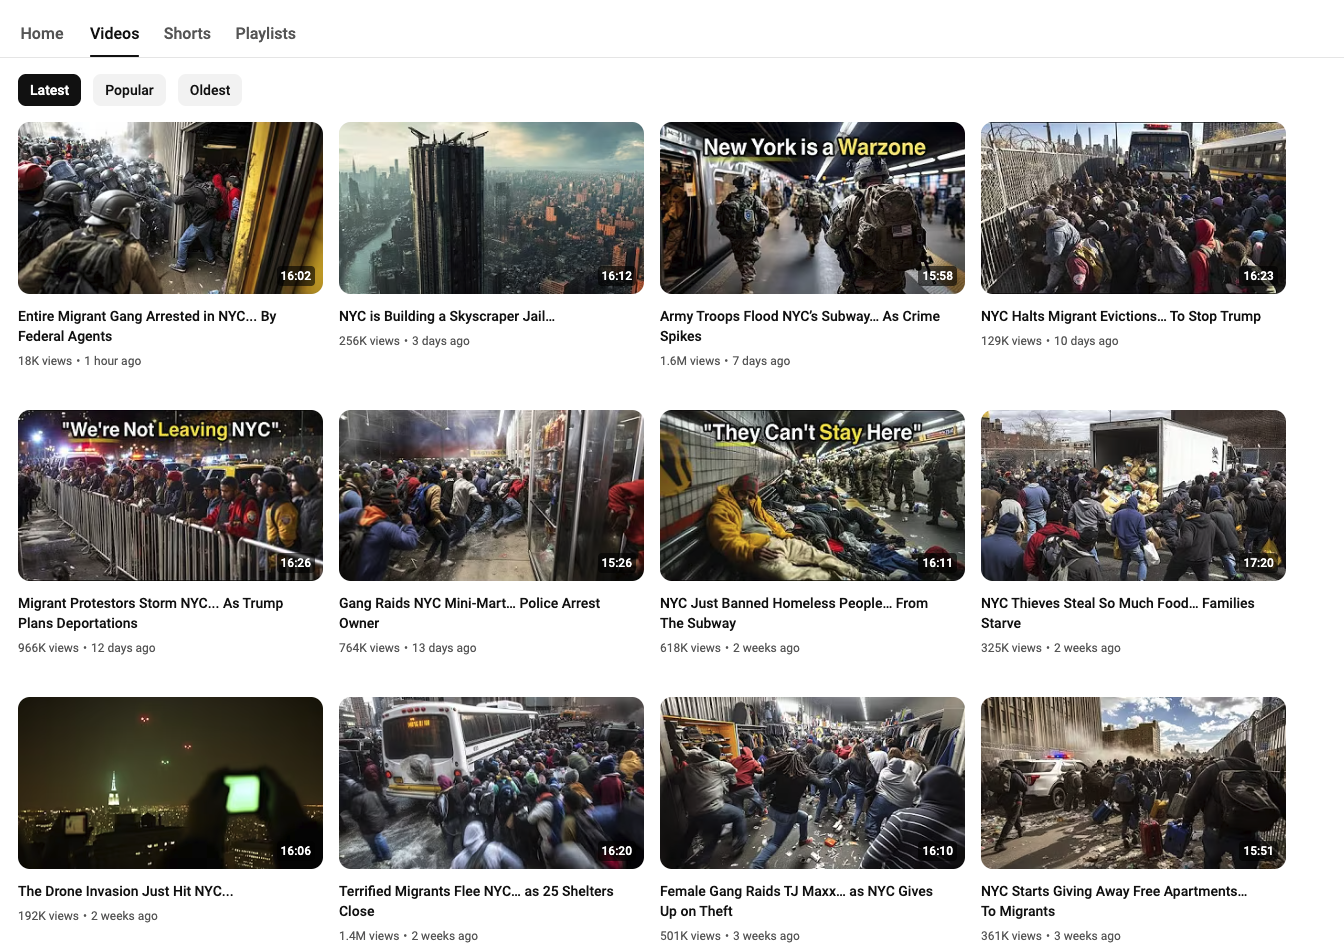 Home
Videos
Shorts
Playlists
Latest
Popular
Oldest
16:02
16:12
New York is a Warzone
15:58
16:23
Entire Migrant Gang Arrested in NYC... By
Federal Agents
18K views • 1 hour ago
NYC is Building a Skyscraper Jail...
256K views • 3 days ago
Army Troops Flood NYC's Subway... As Crime
Spikes
1.6M views • 7 days ago
NYC Halts Migrant Evictions... To Stop Trump
129K views • 10 days ago
"We're Not Leaving NYC"
16:26
15:26
"They Can't Stay Here"
16:11
17:20
Migrant Protestors Storm NYC... As Trump
Plans Deportations
966K views • 12 days ago
Gang Raids NYC Mini-Mart... Police Arrest
Owner
764K views • 13 days ago
NYC Just Banned Homeless People... From
The Subway
618K views • 2 weeks ago
NYC Thieves Steal So Much Food... Families
Starve
325K views • 2 weeks ago
16:06
16:20
16:10
15:51
The Drone Invasion Just Hit NYC...
192K views • 2 weeks ago
Terrified Migrants Flee NYC... as 25 Shelters
Close
1.4M views • 2 weeks ago
Female Gang Raids TJ Maxx... as NYC Gives
Up on Theft
501K views • 3 weeks ago
NYC Starts Giving Away Free Apartments...
To Migrants
361K views • 3 weeks ago